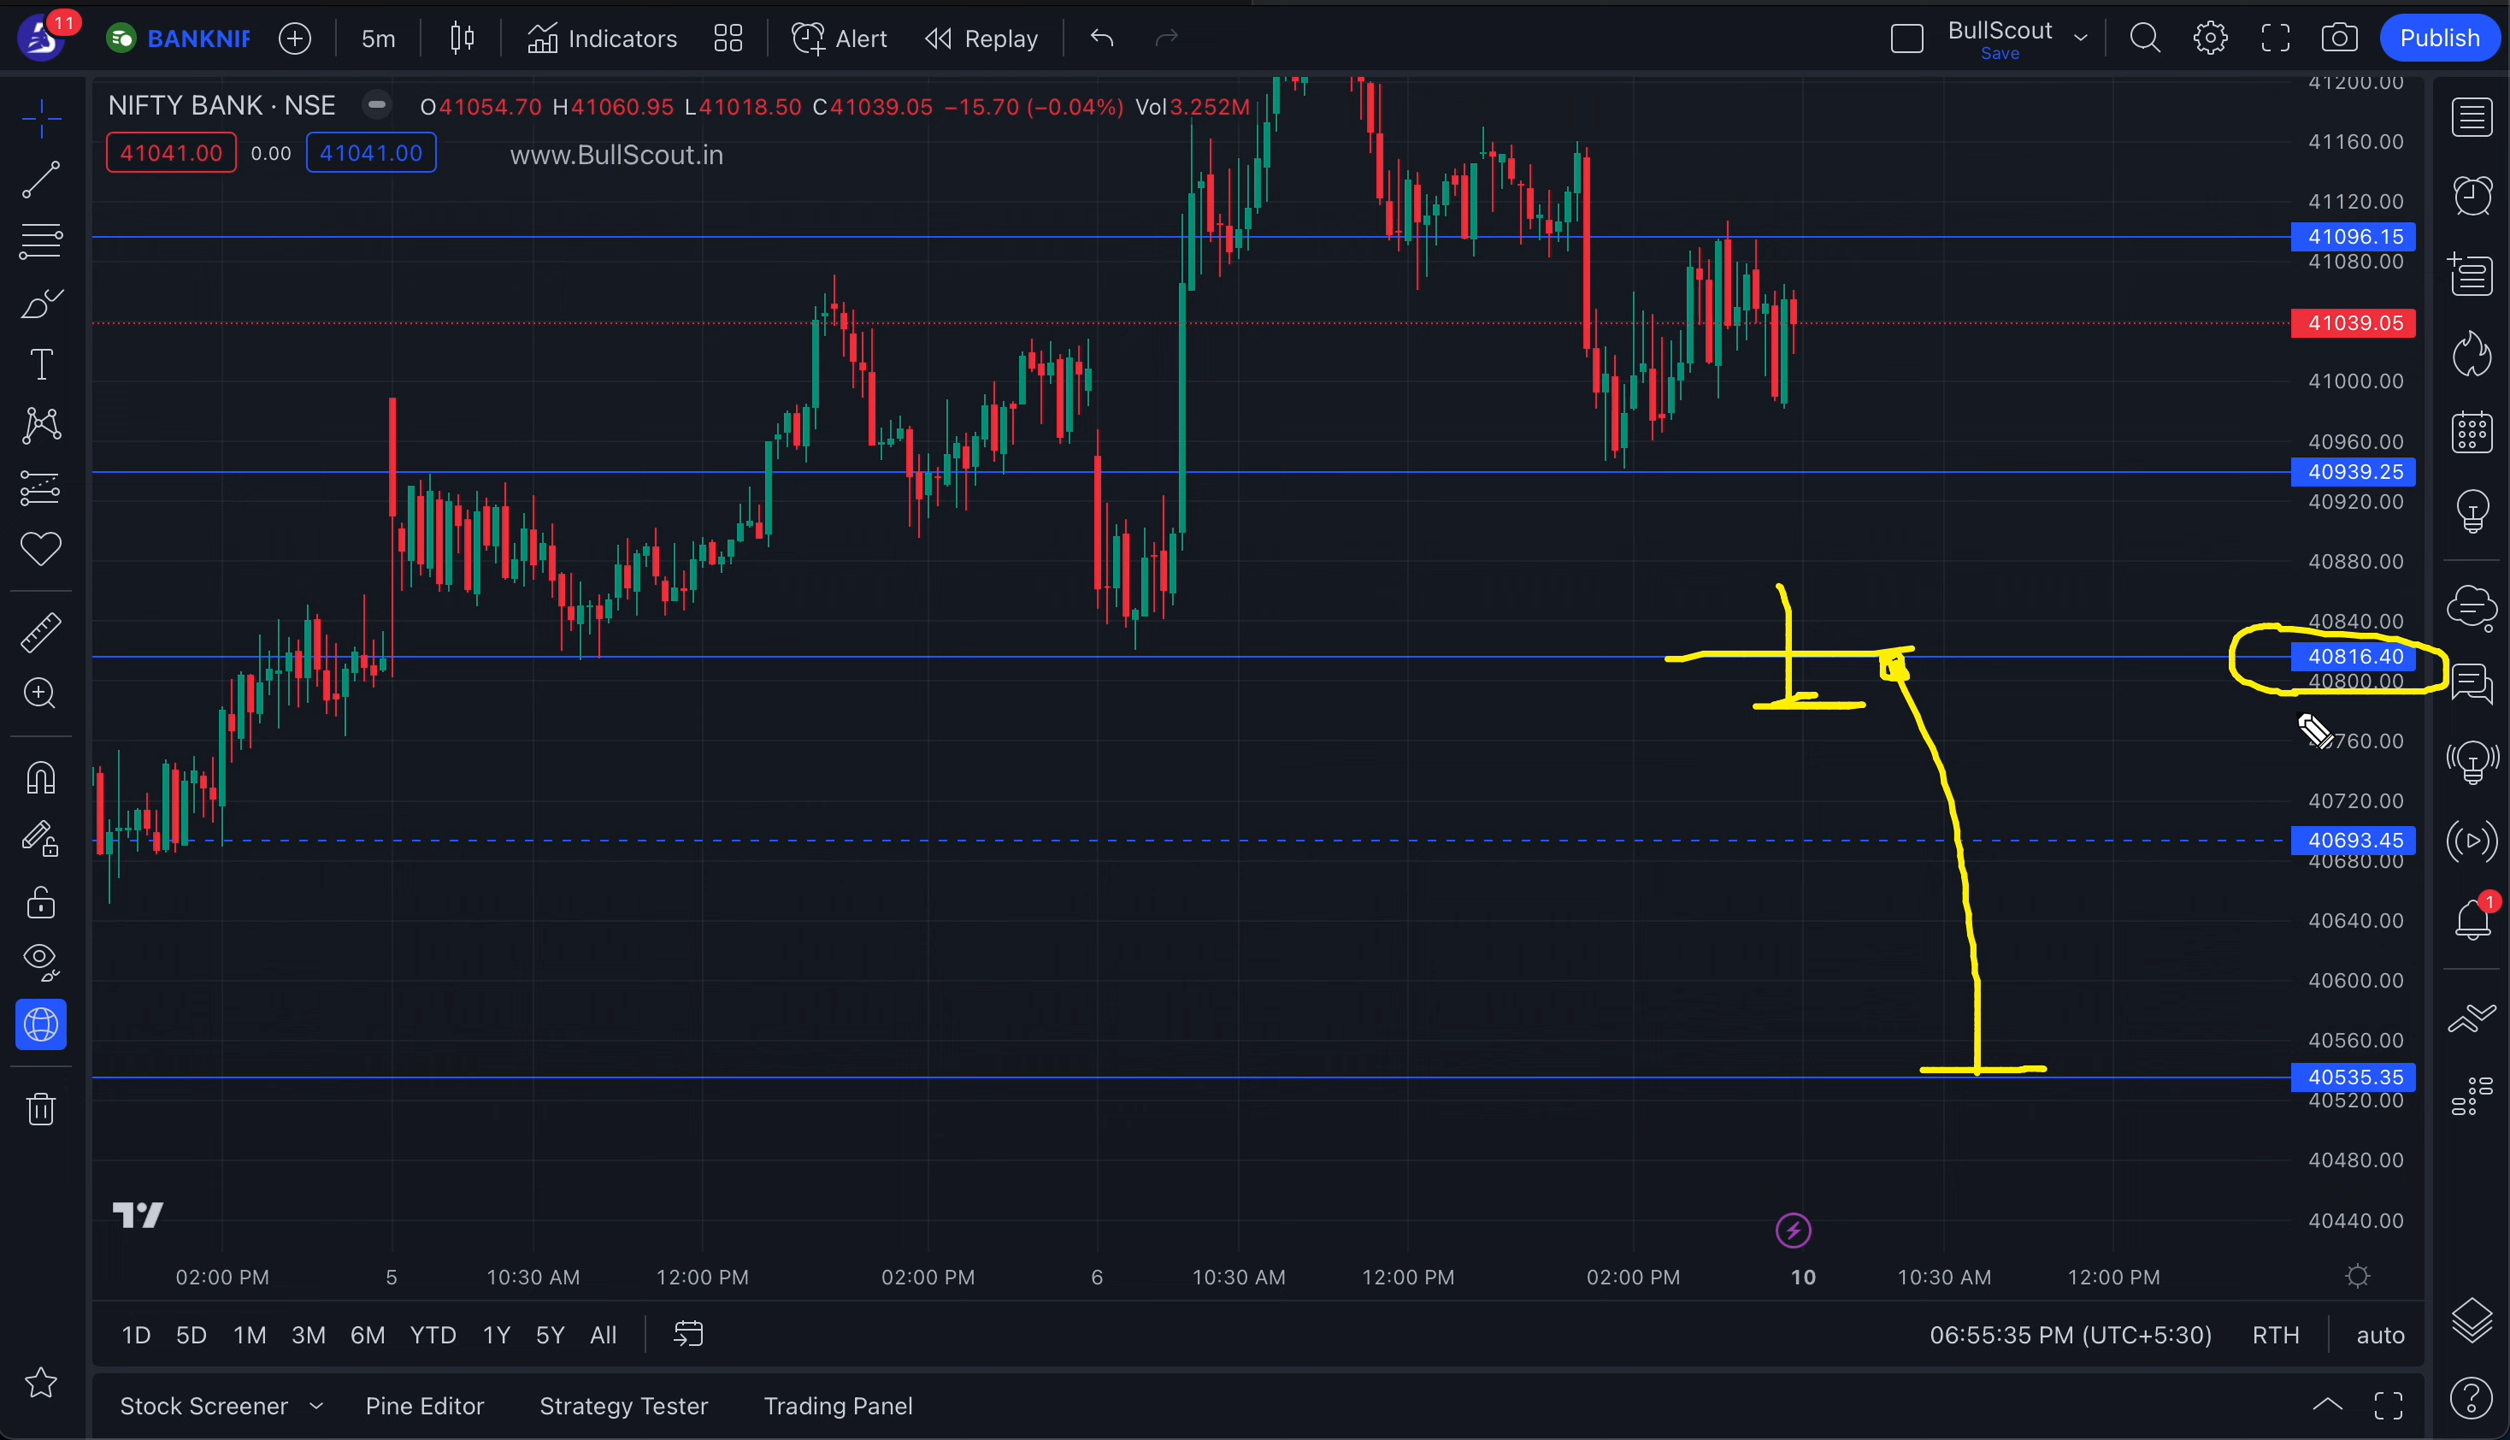 11
BANKNIF
5m
Indicators
Alert
Replay
BullScout
Save
Publish
NIFTY BANK · NSE
O41054.70 H41060.95 L41018.50 C41039.05 −15.70 (−0.04%) Vol3.252M
41041.00 0.00 41041.00
www.BullScout.in
41200.00
41160.00
41120.00
41096.15
41080.00
41039.05
41000.00
40960.00
40939.25
40920.00
40880.00
40840.00
40816.40
40800.00
760.00
40720.00
40693.45
40680.00
40640.00
40600.00
40560.00
40535.35
40520.00
40480.00
40440.00
1
02:00 PM 5 10:30 AM 12:00 PM 02:00 PM 6 10:30 AM 12:00 PM 02:00 PM 10 10:30 AM 12:00 PM
1D 5D 1M 3M 6M YTD 1Y 5Y All
06:55:35 PM (UTC+5:30) RTH auto
Stock Screener Pine Editor Strategy Tester Trading Panel